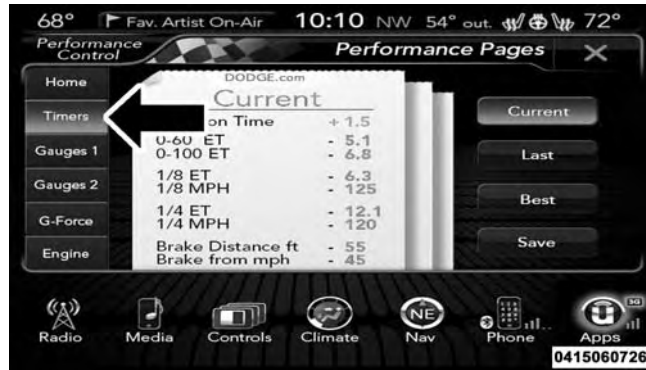 68° Fav. Artist On-Air 10:10 NW 54° out. 72°
Performance Control
Performance Pages
Home
Timers
Gauges 1
Gauges 2
G-Force
Engine
DODGE.com
Current
on Time + 1.5
0-60 ET - 5.1
0-100 ET - 6.8
1/8 ET - 6.3
1/8 MPH - 125
1/4 ET - 12.1
1/4 MPH - 120
Brake Distance ft - 55
Brake from mph - 45
Current
Last
Best
Save
Radio
Media
Controls
Climate
NE
Nav
Phone
3G
Apps
0415060726